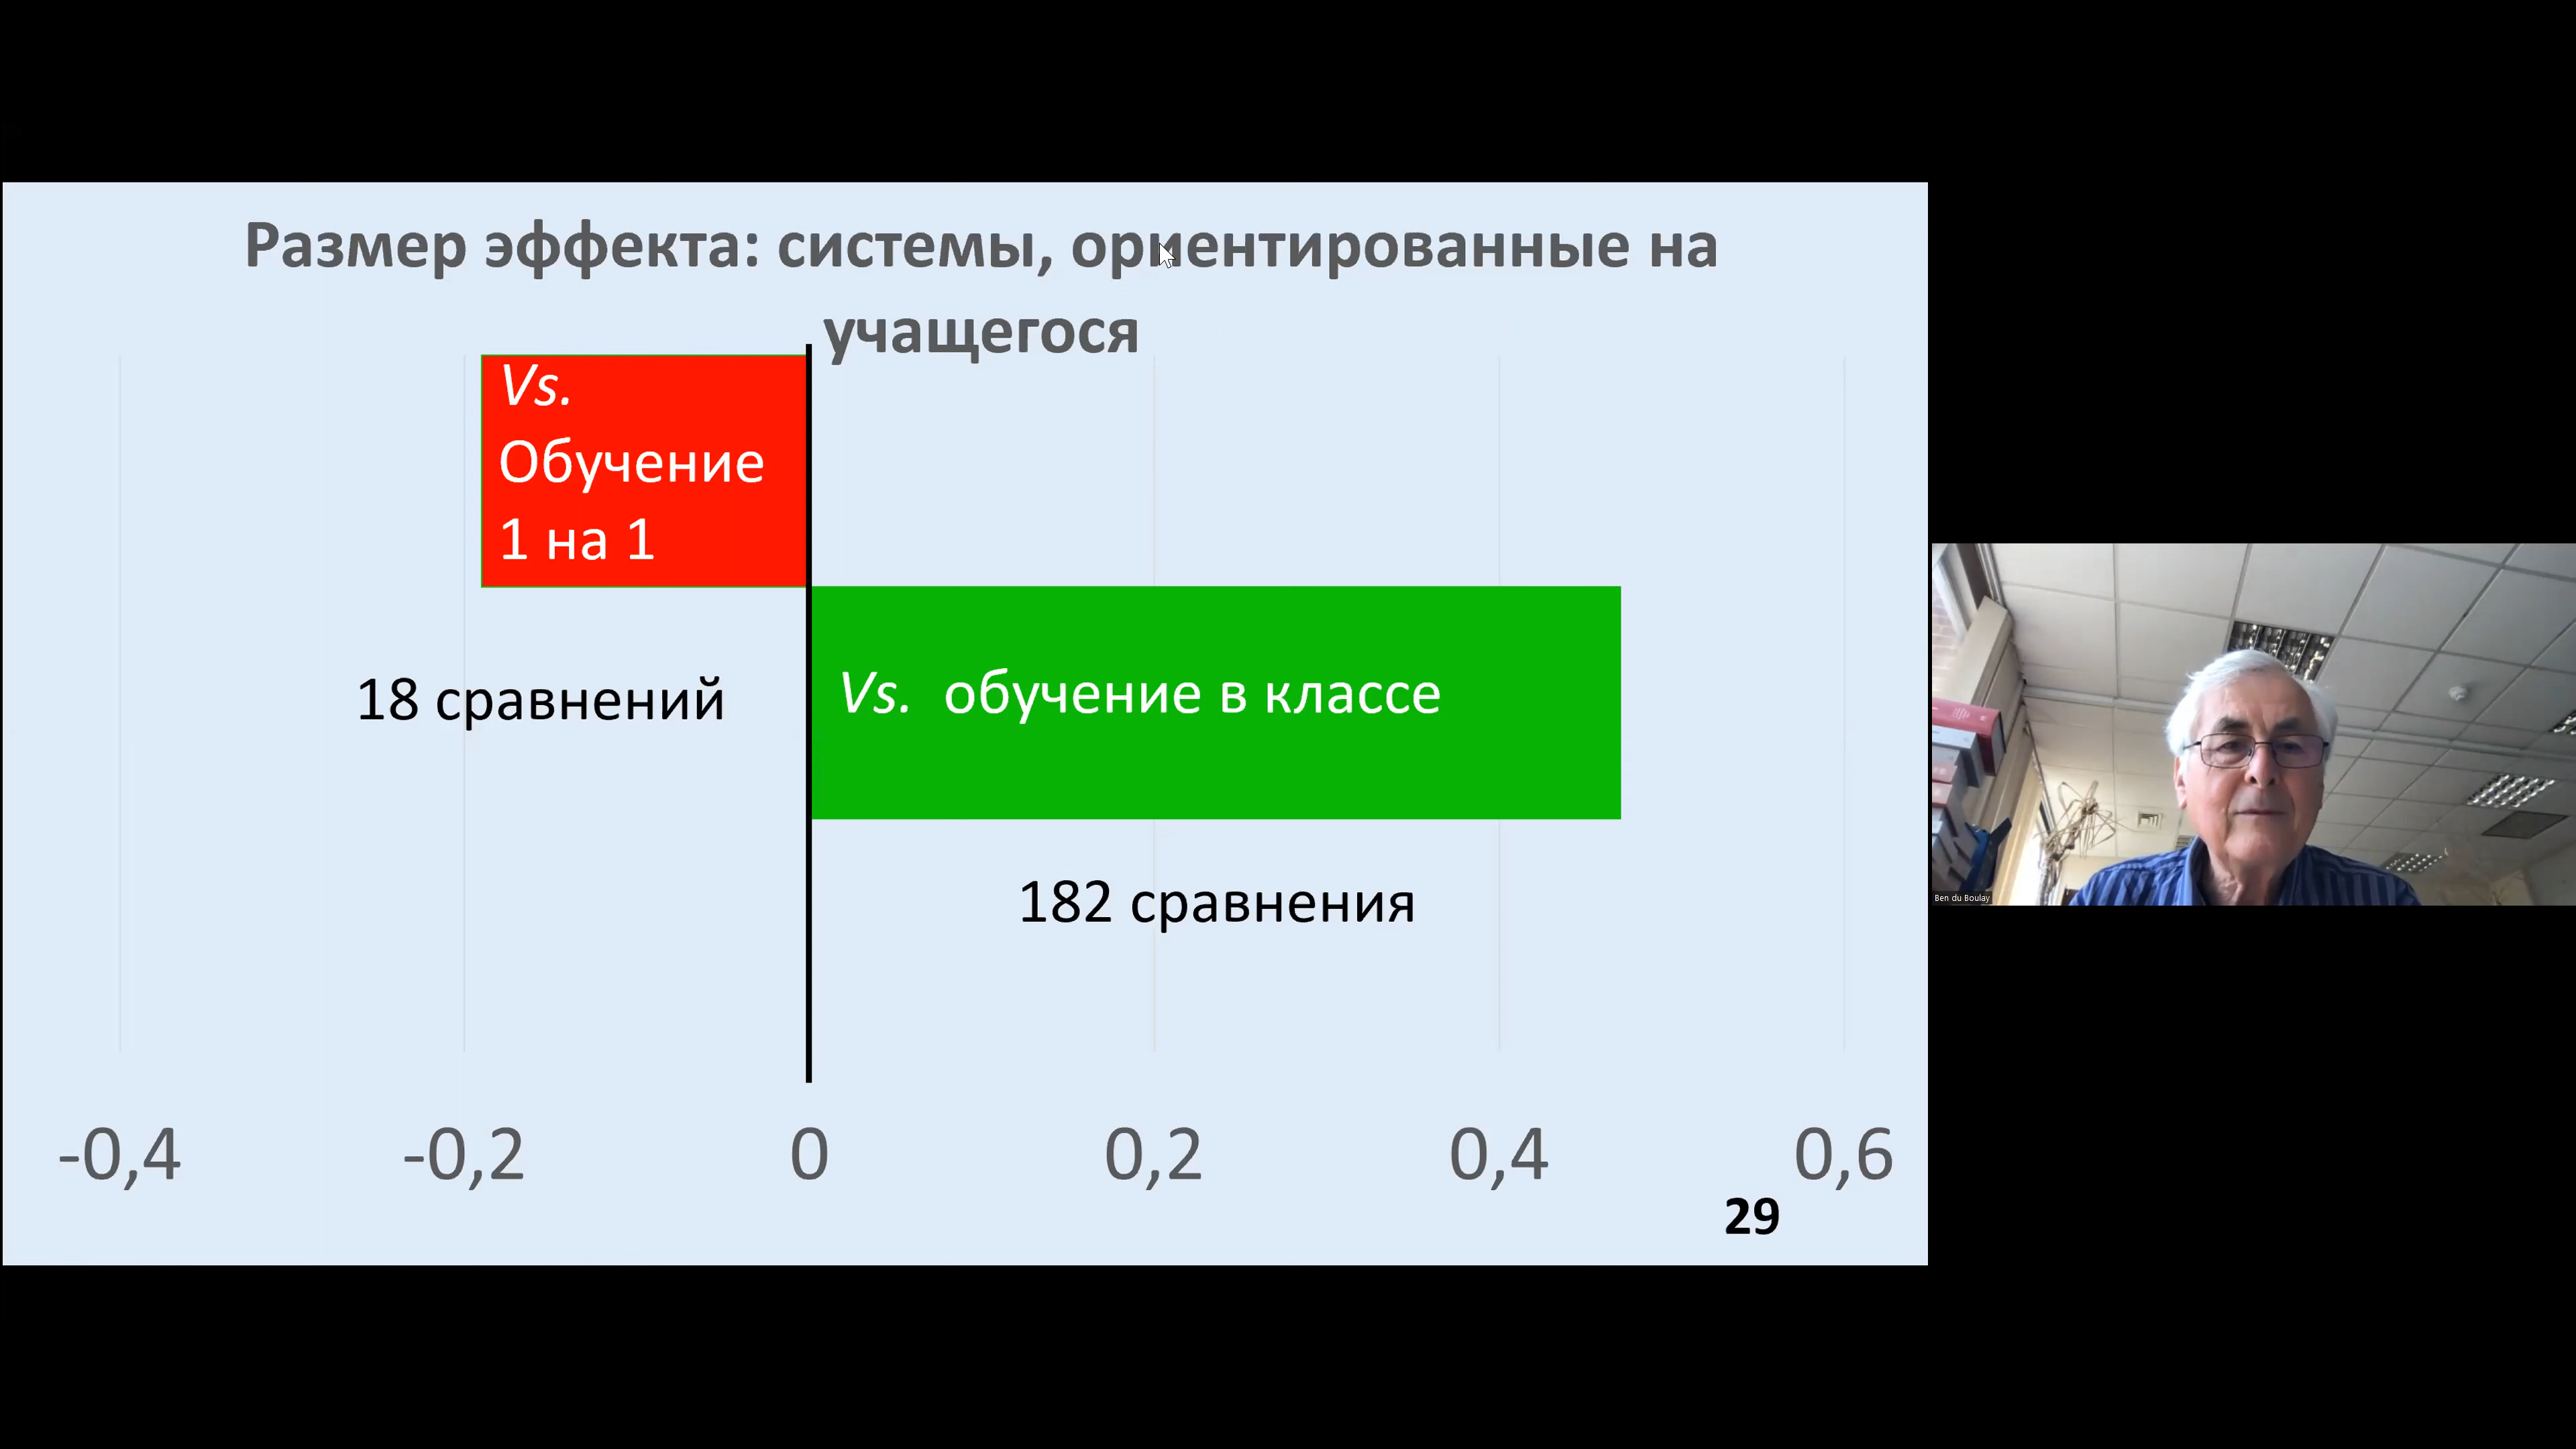 Размер эффекта: системы, ориентированные на
учащегося
Vs.
Обучение
1 на 1
18 сравнений
Vs. обучение в классе
182 сравнения
-0,4 -0,2 0 0,2 0,4 0,6
29
Ben du Boulay